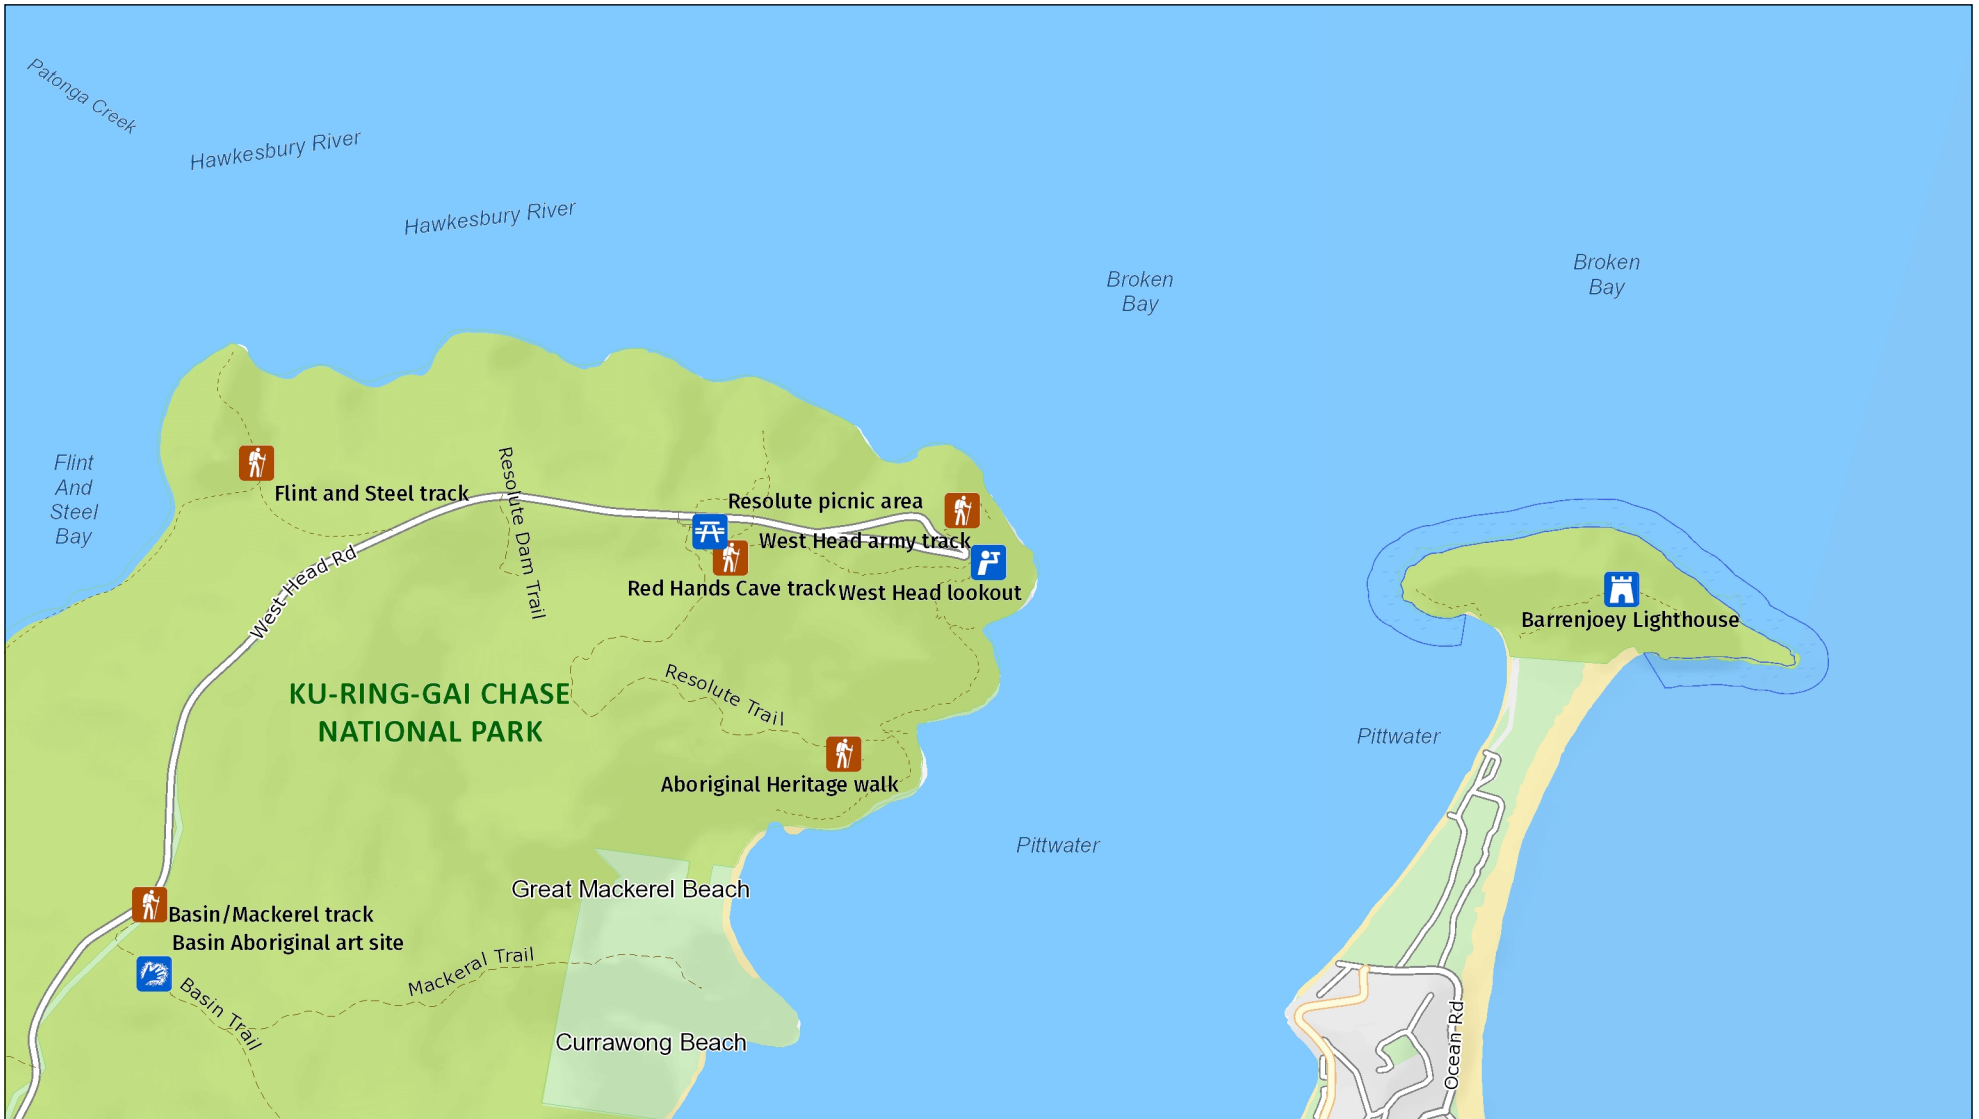 Patonga Creek
Hawkesbury River
Hawkesbury River
Broken
Bay
Broken
Bay
Flint
And
Steel
Bay
Flint and Steel track
Resolute Dam Trail
Resolute picnic area
West Head army track
West Head Rd
Red Hands Cave track
West Head lookout
Barrenjoey Lighthouse
KU-RING-GAI CHASE
NATIONAL PARK
Resolute Trail
Pittwater
Aboriginal Heritage walk
Pittwater
Great Mackerel Beach
Basin/Mackerel track
Basin Aboriginal art site
Mackeral Trail
Basin Trail
Currawong Beach
Ocean Rd